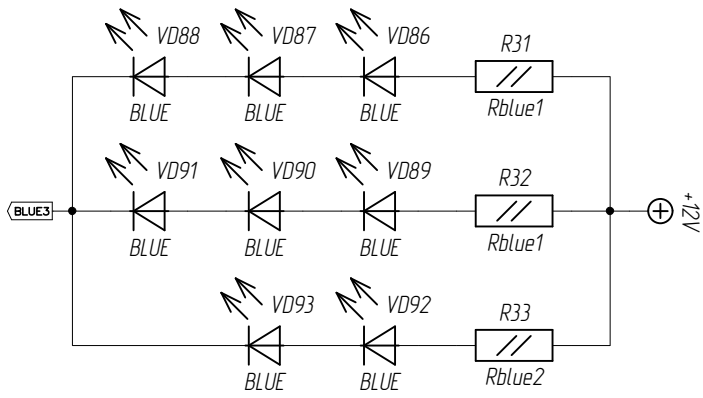 VD88 VD87 VD86 R31
BLUE BLUE BLUE Rblue1
VD91 VD90 VD89 R32
BLUE3 +12V
BLUE BLUE BLUE Rblue1
VD93 VD92 R33
BLUE BLUE Rblue2